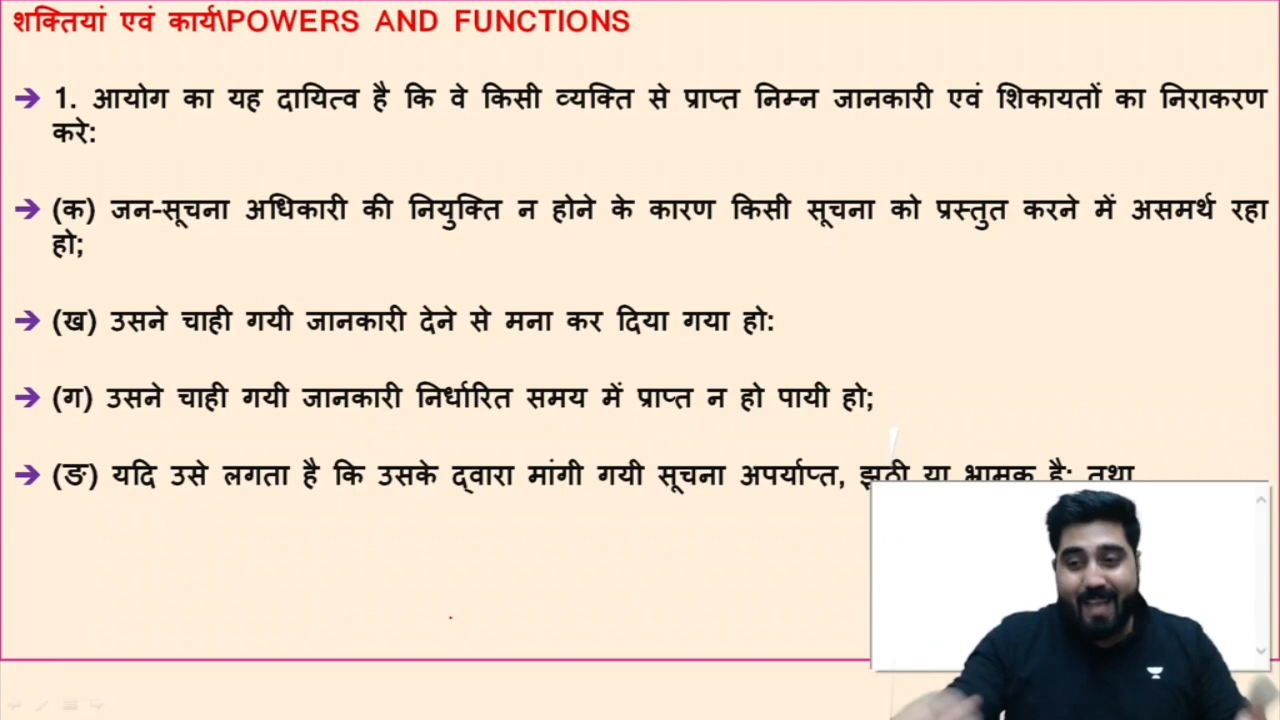 शक्तियां एवं कार्य\POWERS AND FUNCTIONS
➔ 1. आयोग का यह दायित्व है कि वे किसी व्यक्ति से प्राप्त निम्न जानकारी एवं शिकायतों का निराकरण
करे:
➔ (क) जन-सूचना अधिकारी की नियुक्ति न होने के कारण किसी सूचना को प्रस्तुत करने में असमर्थ रहा
हो;
➔ (ख) उसने चाही गयी जानकारी देने से मना कर दिया गया हो:
➔ (ग) उसने चाही गयी जानकारी निर्धारित समय में प्राप्त न हो पायी हो;
➔ (ङ) यदि उसे लगता है कि उसके द्वारा मांगी गयी सूचना अपर्याप्त, झूठी या भ्रामक है; तथा